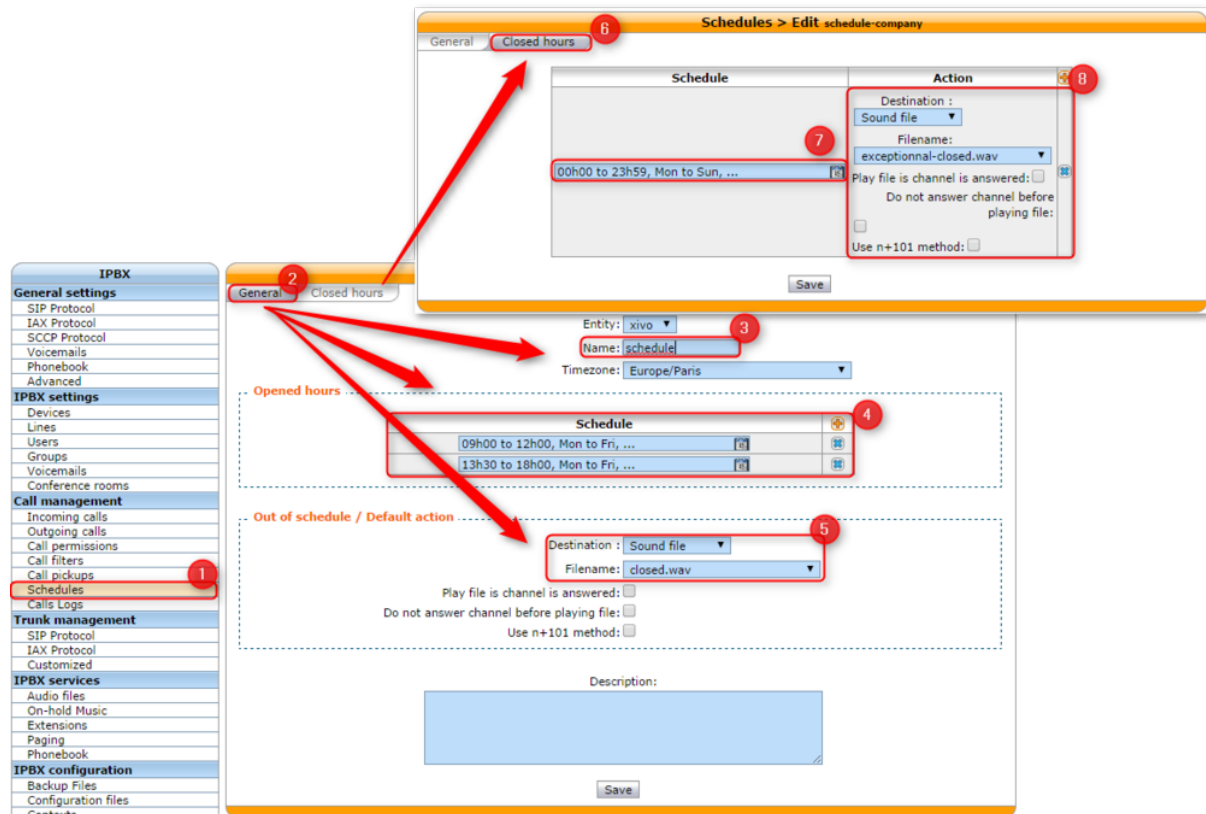 Schedules > Edit schedule-company
General Closed hours
6
Schedule Action
8
Destination :
Sound file
7
Filename:
exceptionnal-closed.wav
00h00 to 23h59, Mon to Sun, ...
Play file is channel is answered:
Do not answer channel before
playing file:
Use n+101 method:
Save
IPBX
General settings
SIP Protocol
IAX Protocol
SCCP Protocol
Voicemails
Phonebook
Advanced
IPBX settings
Devices
Lines
Users
Groups
Voicemails
Conference rooms
Call management
Incoming calls
Outgoing calls
Call permissions
Call filters
Call pickups
1
Schedules
Calls Logs
Trunk management
SIP Protocol
IAX Protocol
Customized
IPBX services
Audio files
On-hold Music
Extensions
Paging
Phonebook
IPBX configuration
Backup Files
Configuration files
2
General Closed hours
Entity: xivo
3
Name: schedule
Timezone: Europe/Paris
Opened hours
4
Schedule
09h00 to 12h00, Mon to Fri, ...
13h30 to 18h00, Mon to Fri, ...
Out of schedule / Default action
5
Destination : Sound file
Filename: closed.wav
Play file is channel is answered:
Do not answer channel before playing file:
Use n+101 method:
Description:
Save